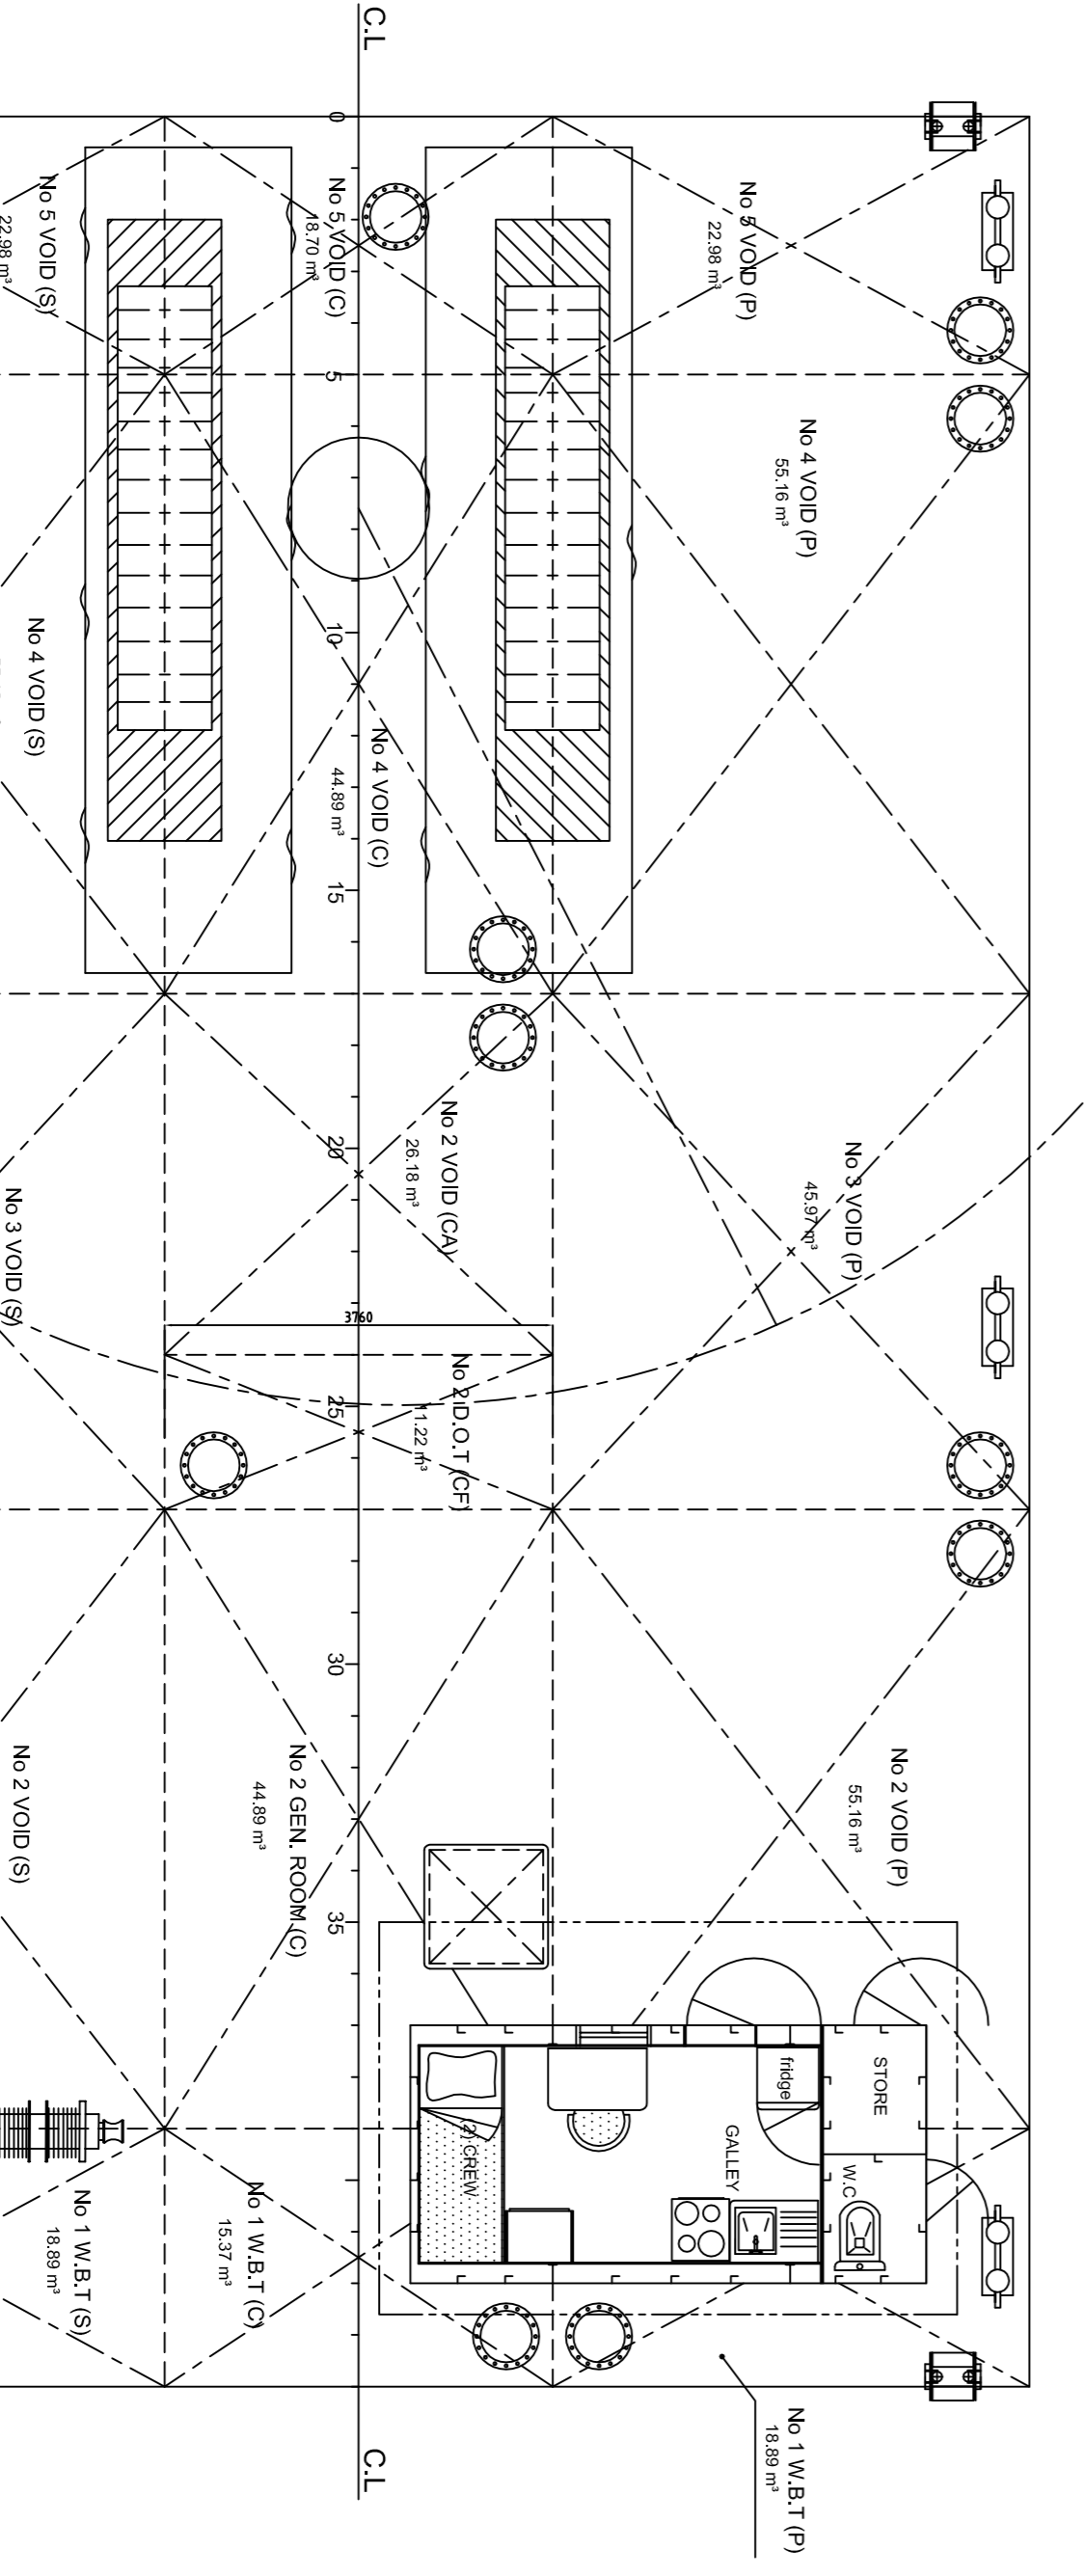 C.L
0
5
10
15
20
25
30
35
C.L
No 5 VOID (P)
22.98 m³
No 5 VOID (C)
18.70 m³
No 5 VOID (S)
22.98 m³
No 4 VOID (P)
55.16 m³
No 4 VOID (C)
44.89 m³
No 4 VOID (S)
No 3 VOID (P)
45.97 m³
No 2 VOID (CA)
26.18 m³
No 3 VOID (S)
3760
No 2 D.O.T (CF)
11.22 m³
No 2 VOID (P)
55.16 m³
No 2 GEN. ROOM (C)
44.89 m³
No 2 VOID (S)
STORE
fridge
GALLEY
W.C
(2) CREW
No 1 W.B.T (P)
18.89 m³
No 1 W.B.T (C)
15.37 m³
No 1 W.B.T (S)
18.89 m³